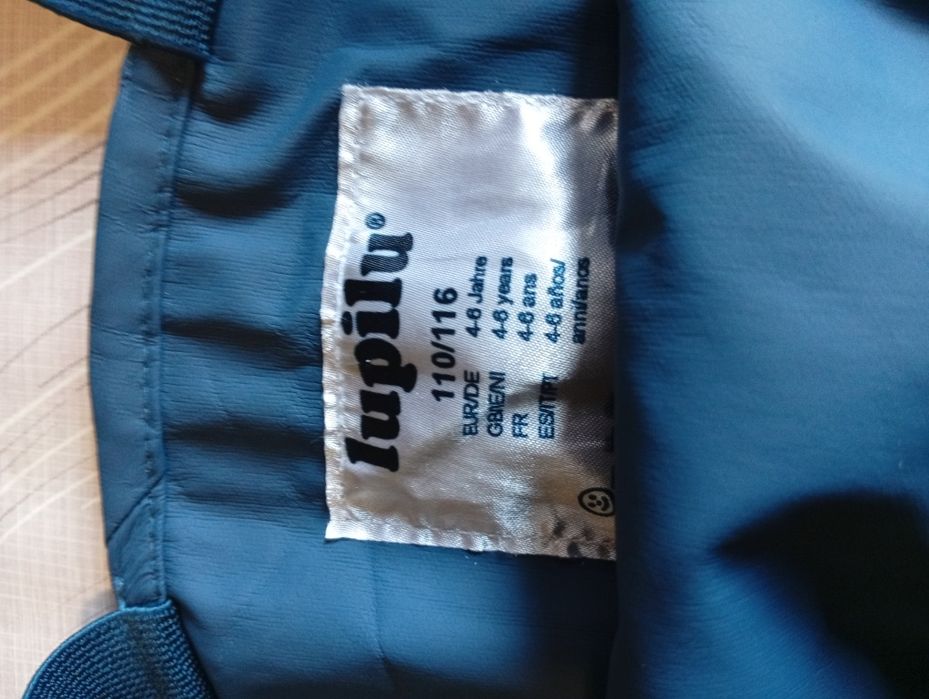 lupilu®
110/116
EUR/DE 4-6 Jahre
GB/IE/NI 4-6 years
FR 4-6 ans
ES/IT/PT 4-6 años/
anni/anos